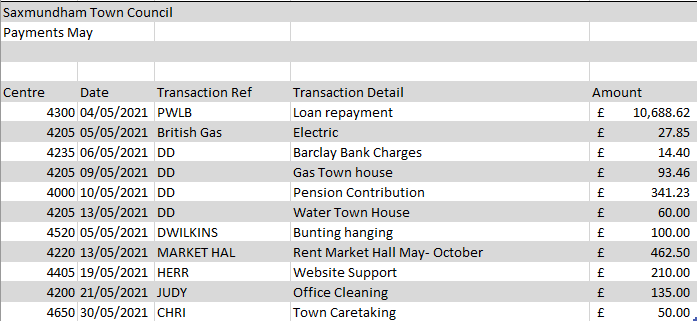 Saxmundham Town Council
Payments May
Centre Date Transaction Ref Transaction Detail Amount
4300 04/05/2021 PWLB Loan repayment £ 10,688.62
4205 05/05/2021 British Gas Electric £ 27.85
4235 06/05/2021 DD Barclay Bank Charges £ 14.40
4205 09/05/2021 DD Gas Town house £ 93.46
4000 10/05/2021 DD Pension Contribution £ 341.23
4205 13/05/2021 DD Water Town House £ 60.00
4520 05/05/2021 DWILKINS Bunting hanging £ 100.00
4220 13/05/2021 MARKET HAL Rent Market Hall May- October £ 462.50
4405 19/05/2021 HERR Website Support £ 210.00
4200 21/05/2021 JUDY Office Cleaning £ 135.00
4650 30/05/2021 CHRI Town Caretaking £ 50.00